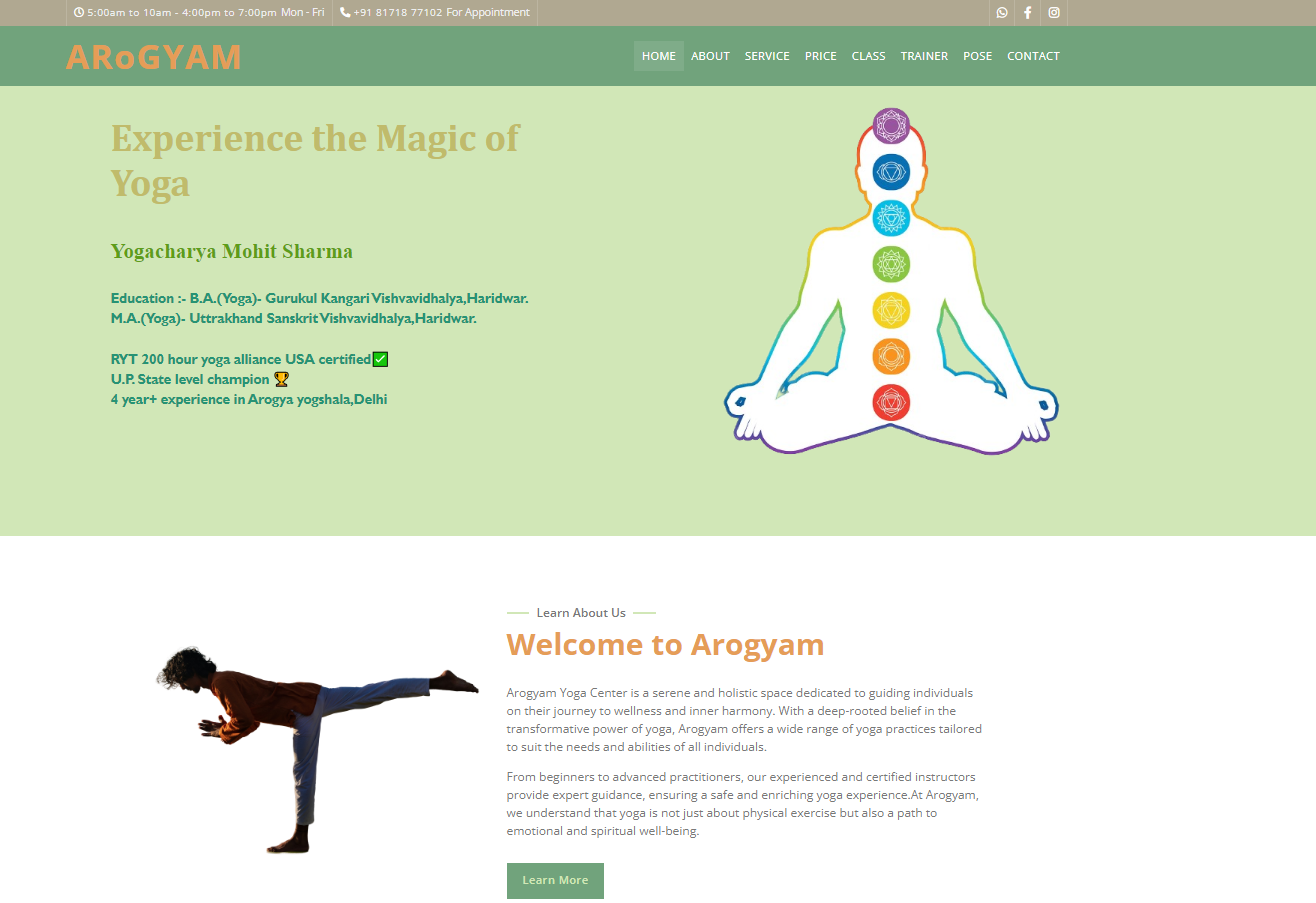 5:00am to 10am - 4:00pm to 7:00pm Mon - Fri
+91 81718 77102 For Appointment
ARoGYAM
HOME ABOUT SERVICE PRICE CLASS TRAINER POSE CONTACT
Experience the Magic of
Yoga
Yogacharya Mohit Sharma
Education :- B.A.(Yoga)- Gurukul Kangari Vishvavidhalya,Haridwar.
M.A.(Yoga)- Uttrakhand Sanskrit Vishvavidhalya,Haridwar.
RYT 200 hour yoga alliance USA certified✅
U.P. State level champion 🏆
4 year+ experience in Arogya yogshala,Delhi
Learn About Us
Welcome to Arogyam
Arogyam Yoga Center is a serene and holistic space dedicated to guiding individuals
on their journey to wellness and inner harmony. With a deep-rooted belief in the
transformative power of yoga, Arogyam offers a wide range of yoga practices tailored
to suit the needs and abilities of all individuals.
From beginners to advanced practitioners, our experienced and certified instructors
provide expert guidance, ensuring a safe and enriching yoga experience.At Arogyam,
we understand that yoga is not just about physical exercise but also a path to
emotional and spiritual well-being.
Learn More